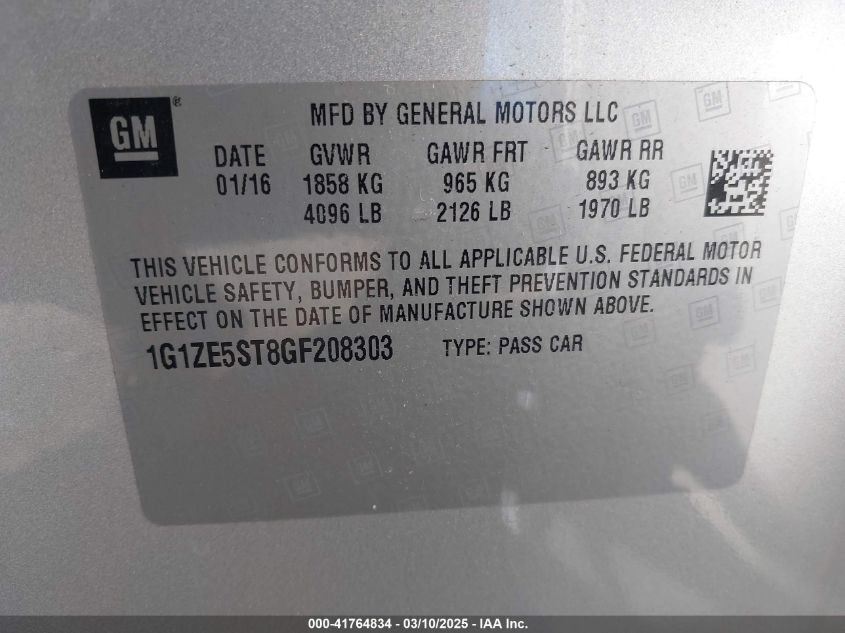 GM®
MFD BY GENERAL MOTORS LLC
DATE GVWR GAWR FRT GAWR RR
01/16 1858 KG 965 KG 893 KG
4096 LB 2126 LB 1970 LB
THIS VEHICLE CONFORMS TO ALL APPLICABLE U.S. FEDERAL MOTOR
VEHICLE SAFETY, BUMPER, AND THEFT PREVENTION STANDARDS IN
EFFECT ON THE DATE OF MANUFACTURE SHOWN ABOVE.
1G1ZE5ST8GF208303 TYPE: PASS CAR
000-41764834 — 03/10/2025 — IAA Inc.